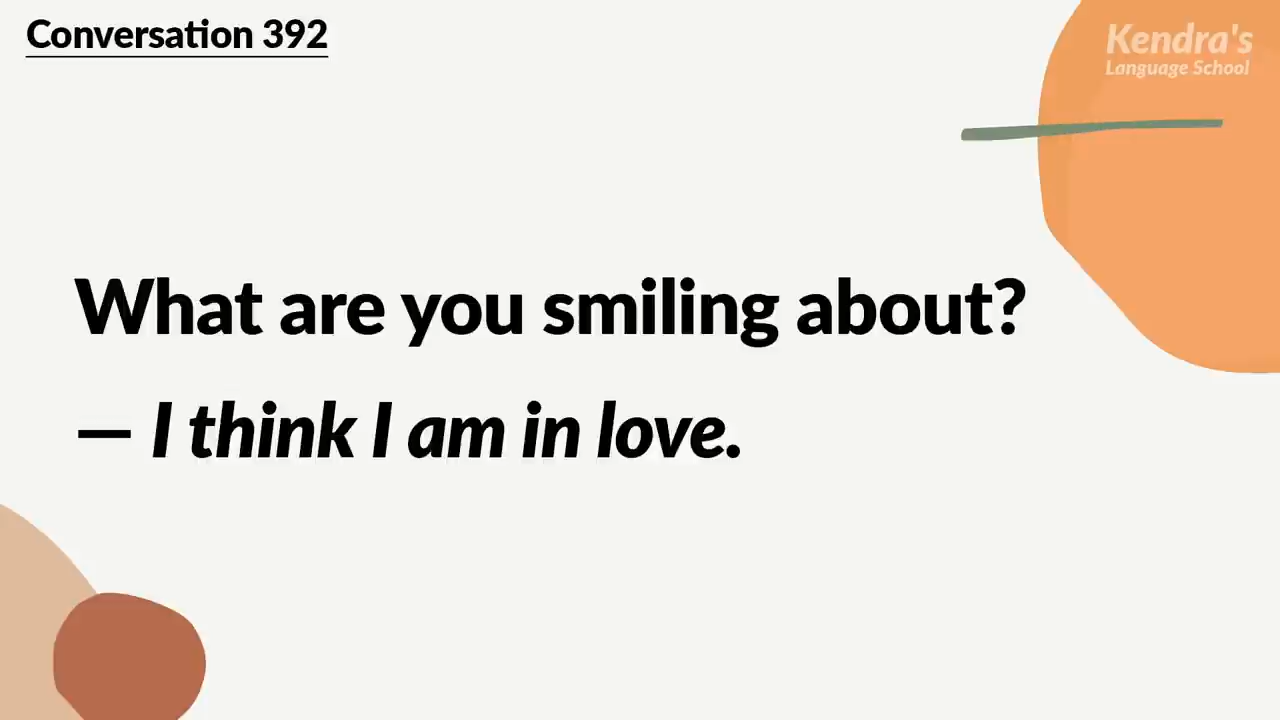 Conversation 392
Kendra's
Language School
What are you smiling about?
— I think I am in love.